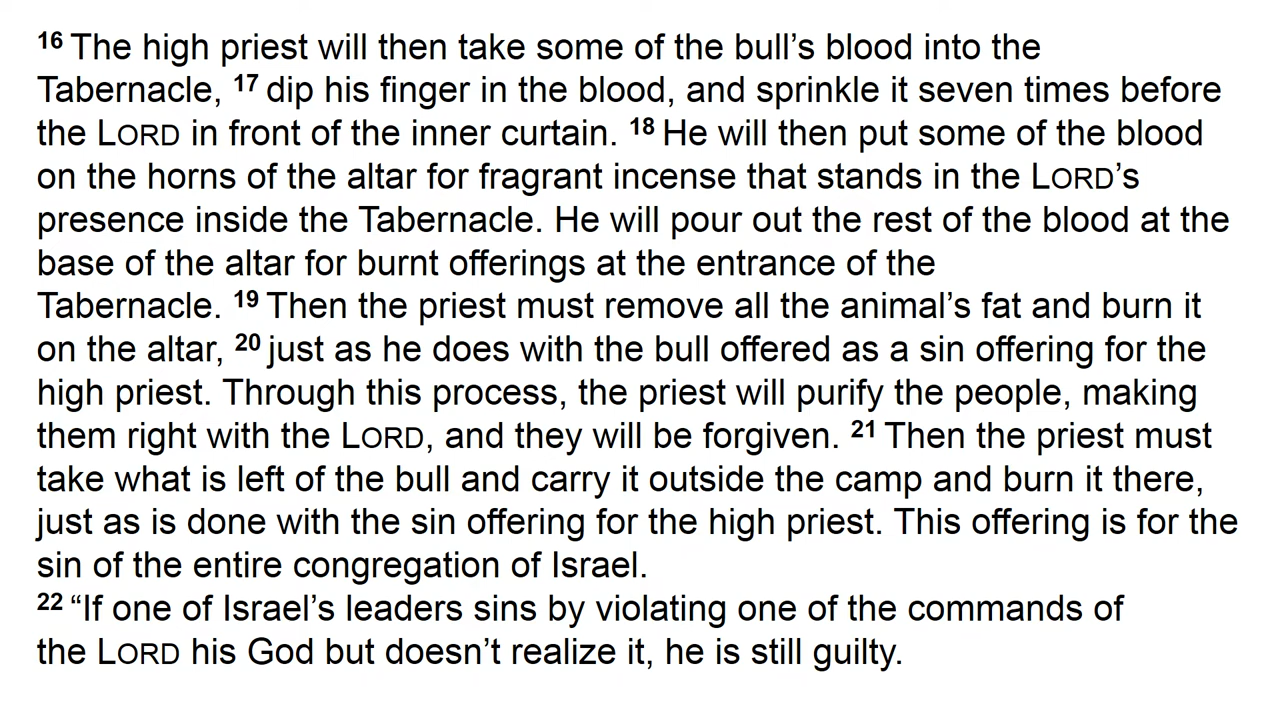 16 The high priest will then take some of the bull’s blood into the
Tabernacle, 17 dip his finger in the blood, and sprinkle it seven times before
the LORD in front of the inner curtain. 18 He will then put some of the blood
on the horns of the altar for fragrant incense that stands in the LORD’s
presence inside the Tabernacle. He will pour out the rest of the blood at the
base of the altar for burnt offerings at the entrance of the
Tabernacle. 19 Then the priest must remove all the animal’s fat and burn it
on the altar, 20 just as he does with the bull offered as a sin offering for the
high priest. Through this process, the priest will purify the people, making
them right with the LORD, and they will be forgiven. 21 Then the priest must
take what is left of the bull and carry it outside the camp and burn it there,
just as is done with the sin offering for the high priest. This offering is for the
sin of the entire congregation of Israel.
22 “If one of Israel’s leaders sins by violating one of the commands of
the LORD his God but doesn’t realize it, he is still guilty.